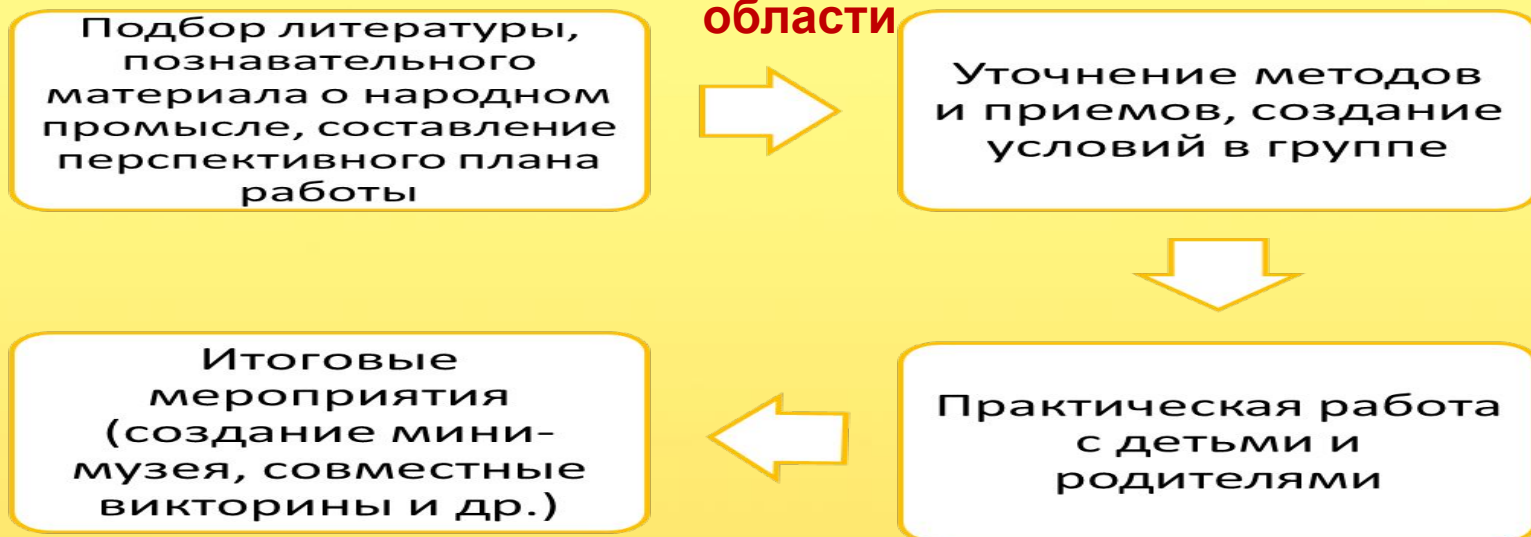 области
Подбор литературы,
познавательного
материала о народном
промысле, составление
перспективного плана
работы
Уточнение методов
и приемов, создание
условий в группе
Практическая работа
с детьми и
родителями
Итоговые
мероприятия
(создание мини-
музея, совместные
викторины и др.)